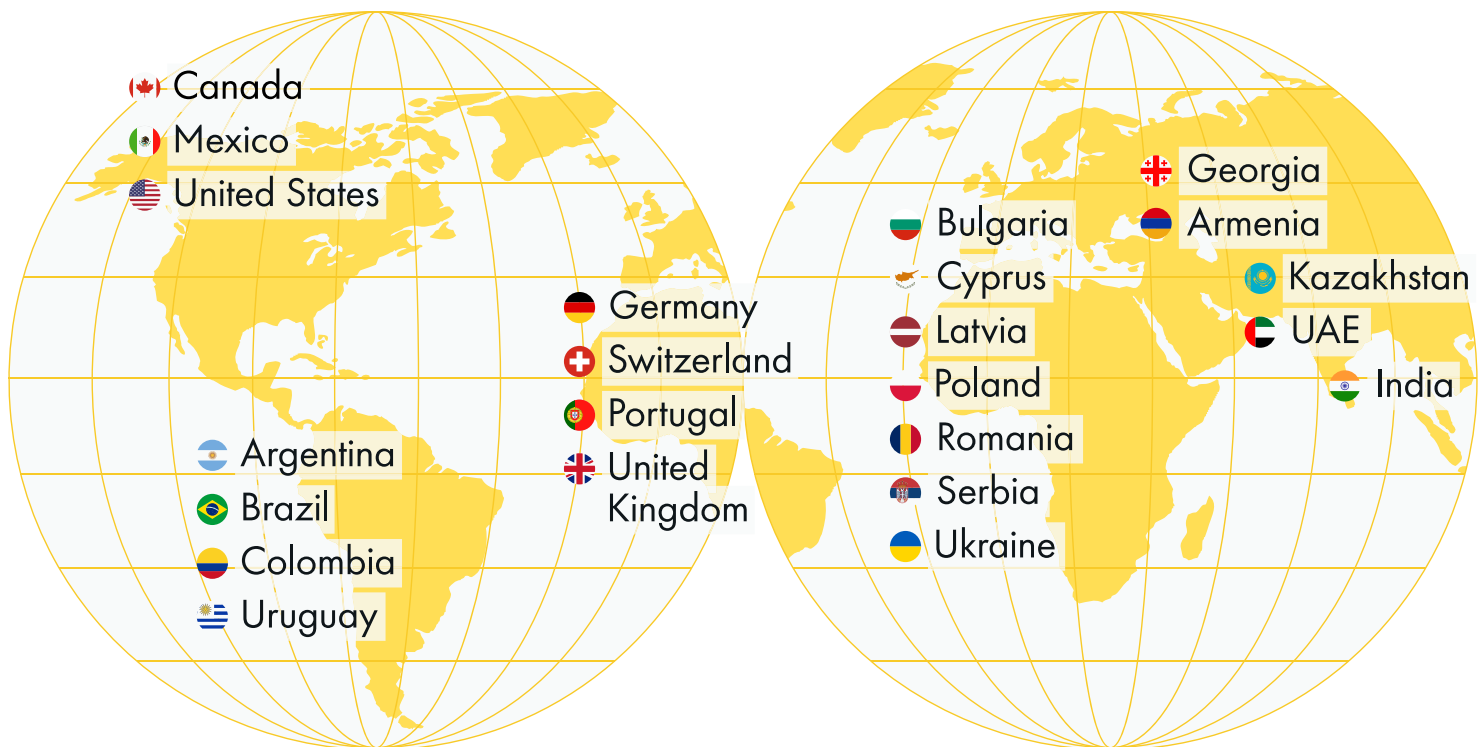 Canada
Mexico
United States
Argentina
Brazil
Colombia
Uruguay
Germany
Switzerland
Portugal
United
Kingdom
Bulgaria
Cyprus
Latvia
Poland
Romania
Serbia
Ukraine
Georgia
Armenia
Kazakhstan
UAE
India